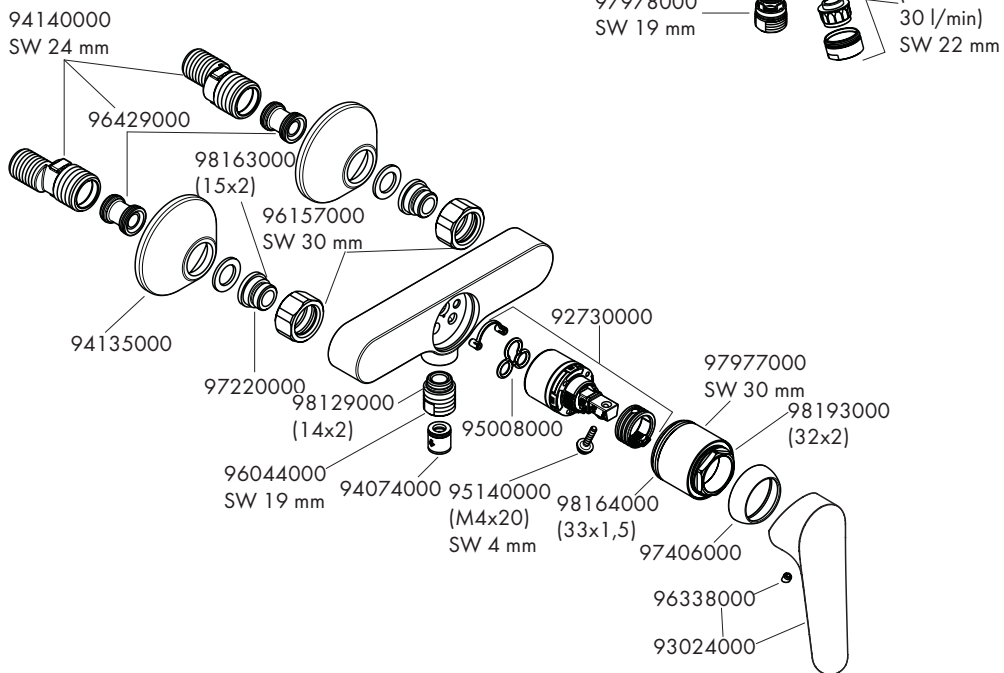 94140000
SW 24 mm
97978000
SW 19 mm
(
30 l/min)
SW 22 mm
96429000
98163000
(15x2)
96157000
SW 30 mm
94135000
97220000
98129000
(14x2)
96044000
SW 19 mm
94074000
92730000
95008000
95140000
(M4x20)
SW 4 mm
97977000
SW 30 mm
98193000
(32x2)
98164000
(33x1,5)
97406000
96338000
93024000